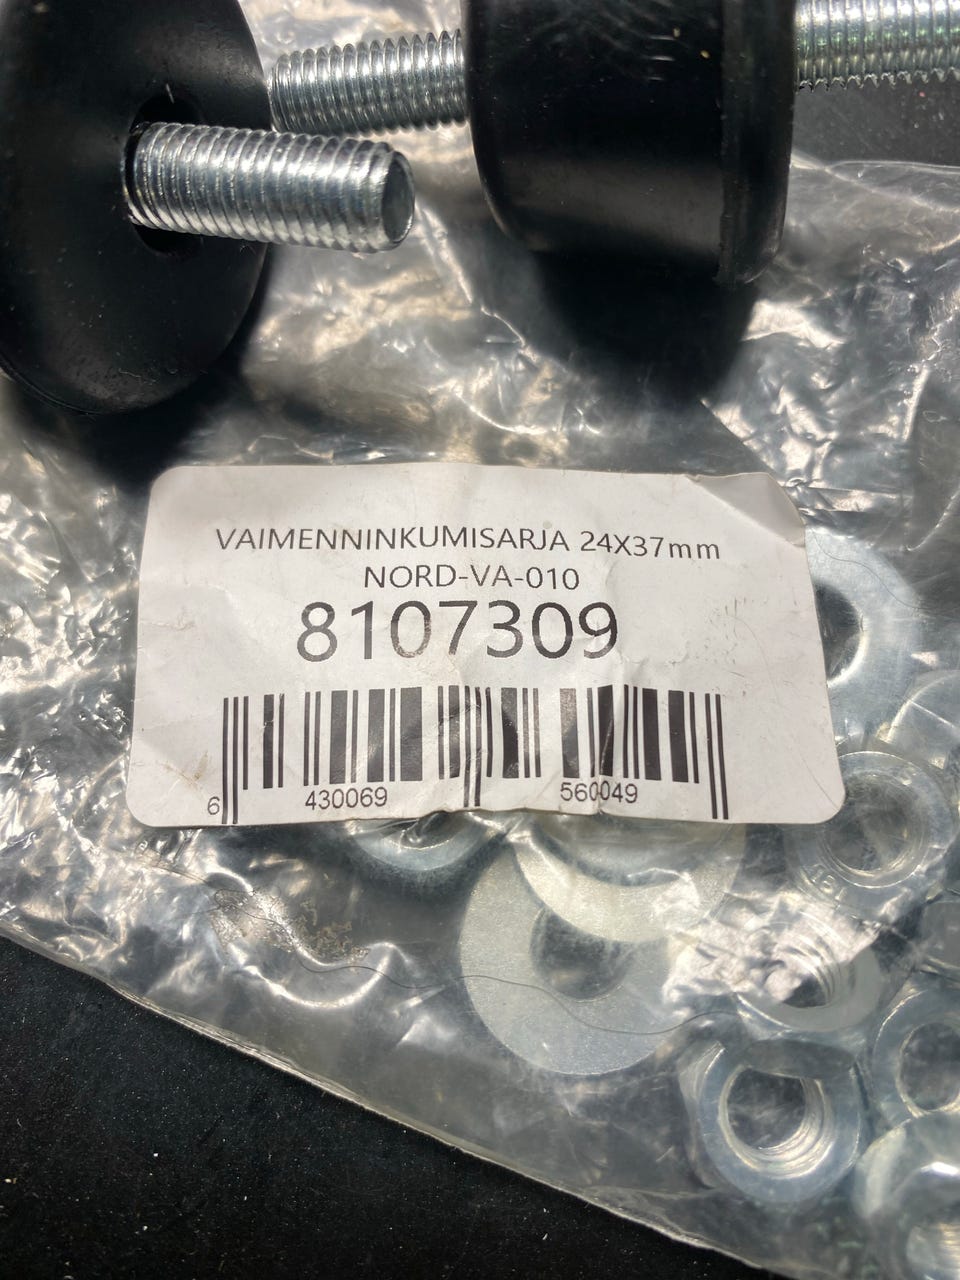 VAIMENNINKUMISARJA 24X37mm
NORD-VA-010
8107309
6 430069 560049